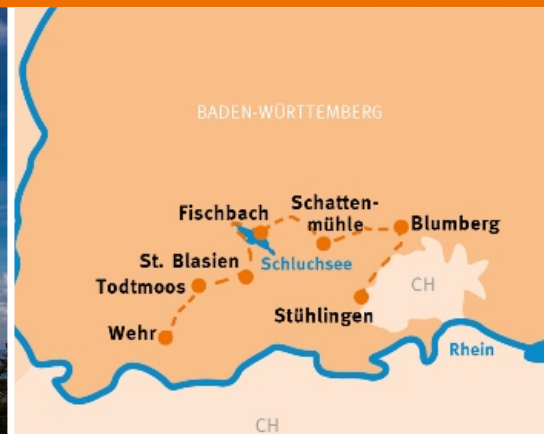 BADEN-WÜRTTEMBERG
Schatten-
mühle
Fischbach
Blumberg
St. Blasien
Schluchsee
Todtmoos
CH
Stühlingen
Wehr
Rhein
CH